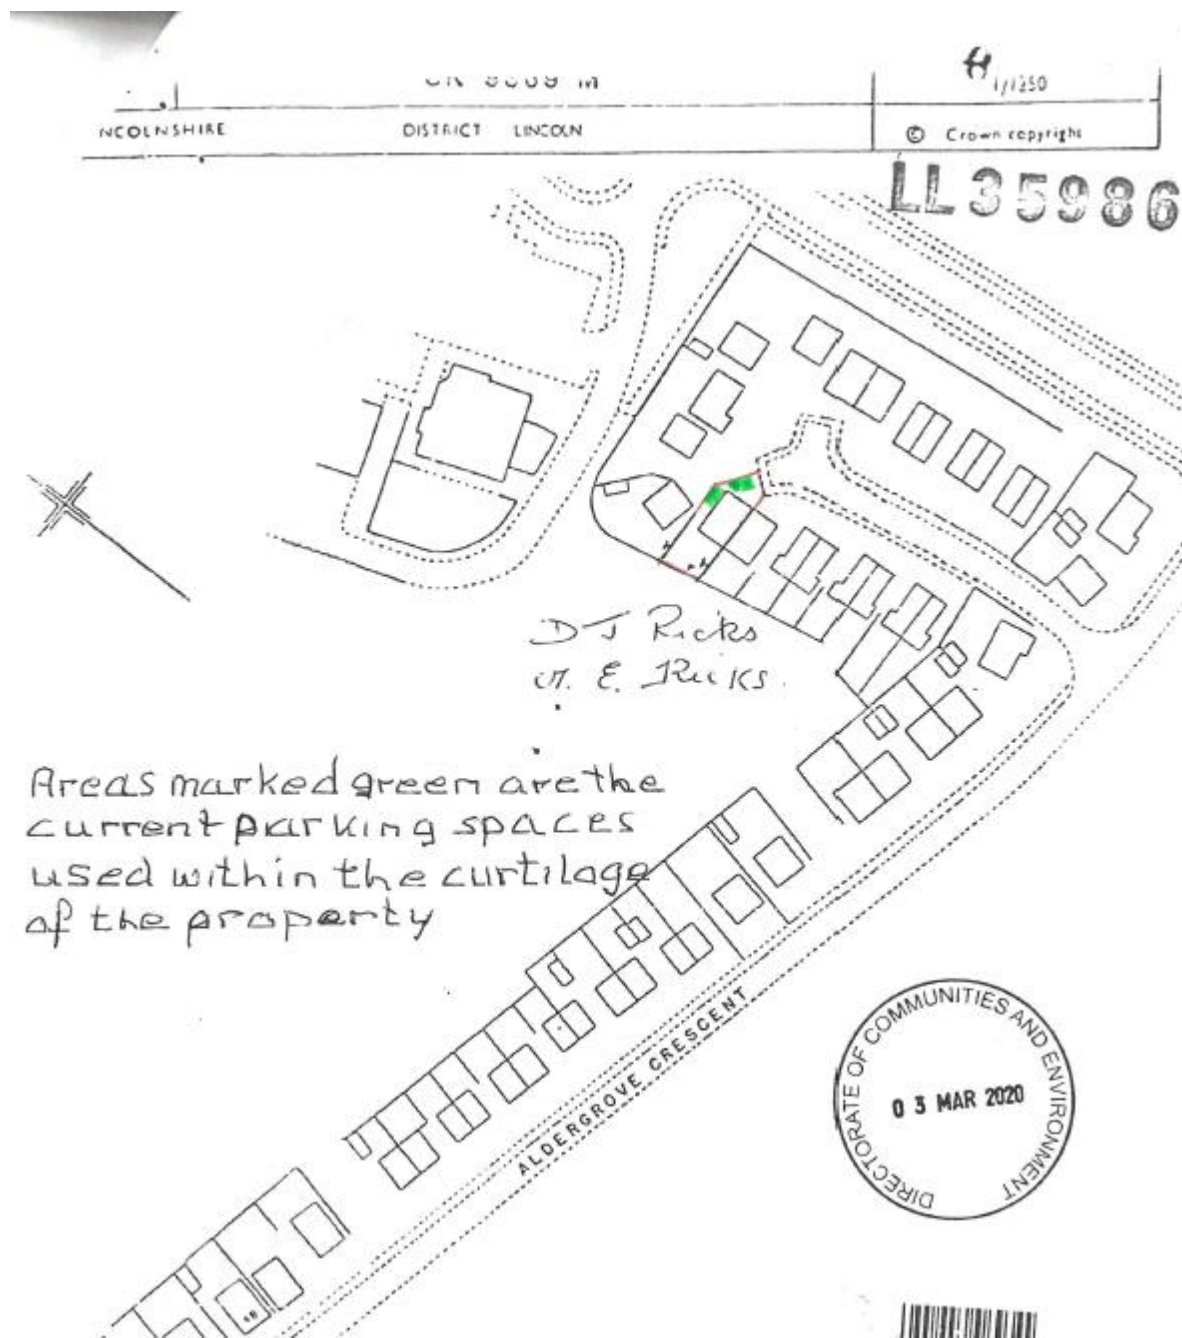 1/1250
NCOLNSHIRE DISTRICT LINCOLN © Crown copyright
LL35986
D J Ricks
E. Ricks
Areas marked green are the
current parking spaces
used within the curtilage
of the property
ALDERGROVE CRESCENT
DIRECTORATE OF COMMUNITIES AND ENVIRONMENT
03 MAR 2020